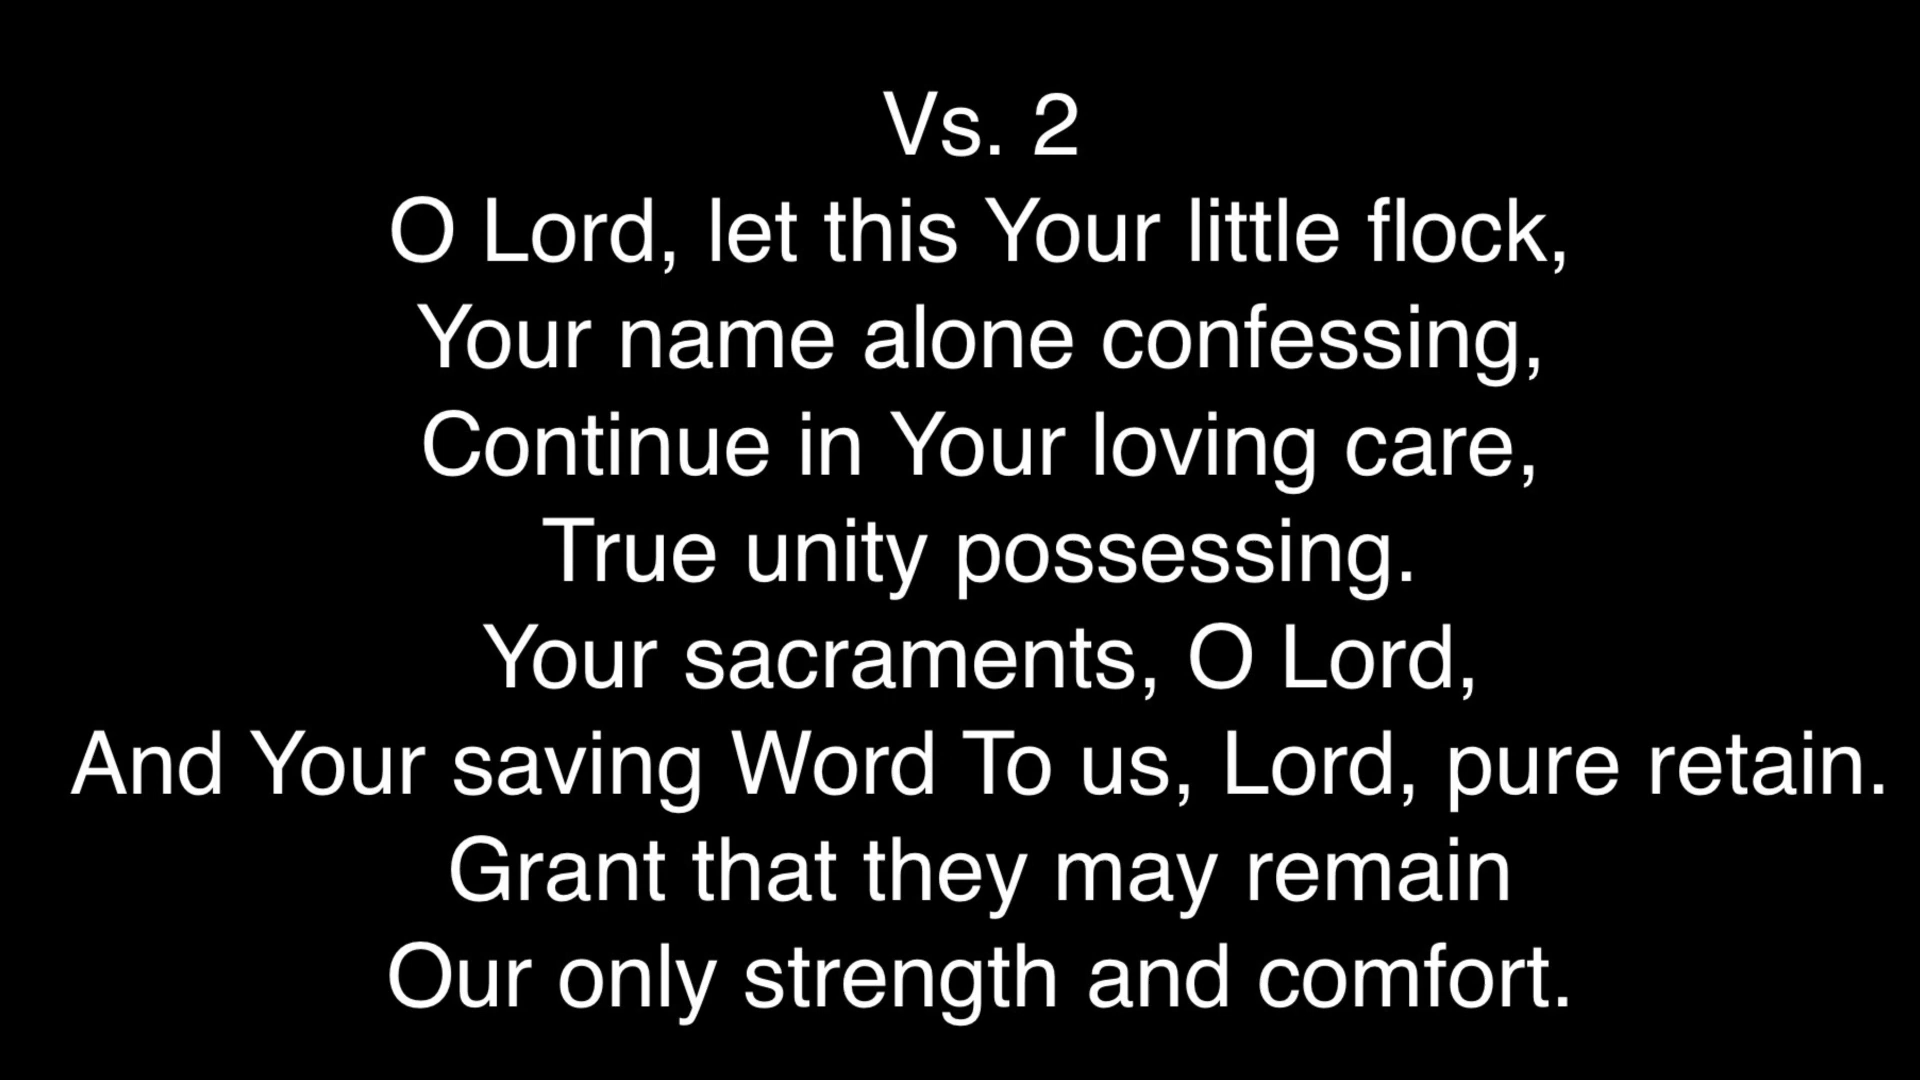 Vs. 2
O Lord, let this Your little flock,
Your name alone confessing,
Continue in Your loving care,
True unity possessing.
Your sacraments, O Lord,
And Your saving Word To us, Lord, pure retain.
Grant that they may remain
Our only strength and comfort.